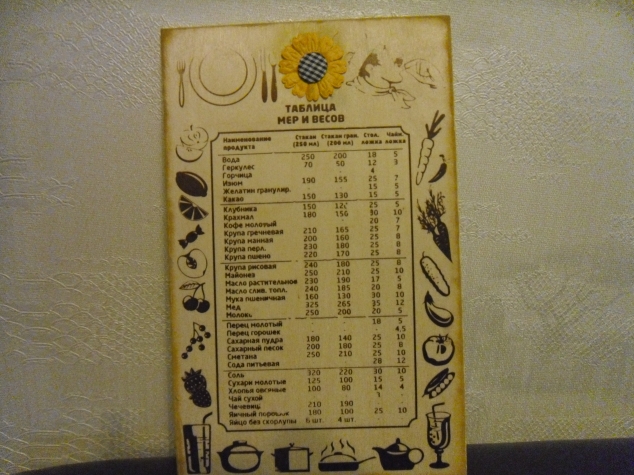 ТАБЛИЦА
МЕР И ВЕСОВ
Наименование продукта Стакан (250 мл) Стакан гран. (200 мл) Стол. ложка Чайн. ложка
Вода 250 200 18 5
Геркулес 70 50 12 3
Горчица 4
Изюм 190 155 25 7
Желатин гранулир. 15 5
Какао 150 130 15 5
Клубника 150 25 5
Крахмал 180 150 30 10
Кофе молотый 20 7
Крупа гречневая 210 165 25 7
Крупа манная 200 160 25 8
Крупа перл. 230 180 25 8
Крупа пшено 220 170 25 8
Крупа рисовая 240 180 25 8
Майонез 250 210 25 10
Масло растительное 230 190 17 5
Масло слив. топл. 240 185 20 8
Мука пшеничная 160 130 30 10
Мед 325 265 35 12
Молоко 250 200 20 5
Перец молотый 18 5
Перец горошек 4,5
Сахарная пудра 180 140 25 10
Сахарный песок 200 180 25 8
Сметана 250 210 25 10
Сода питьевая 28 12
Соль 320 220 30 10
Сухари молотые 125 100 15 5
Хлопья овсяные 100 80 14 4
Чай сухой
Чечевица 210 190
Яичный порошок 100 100 25 10
Яйцо без скорлупы 6 шт. 4 шт.